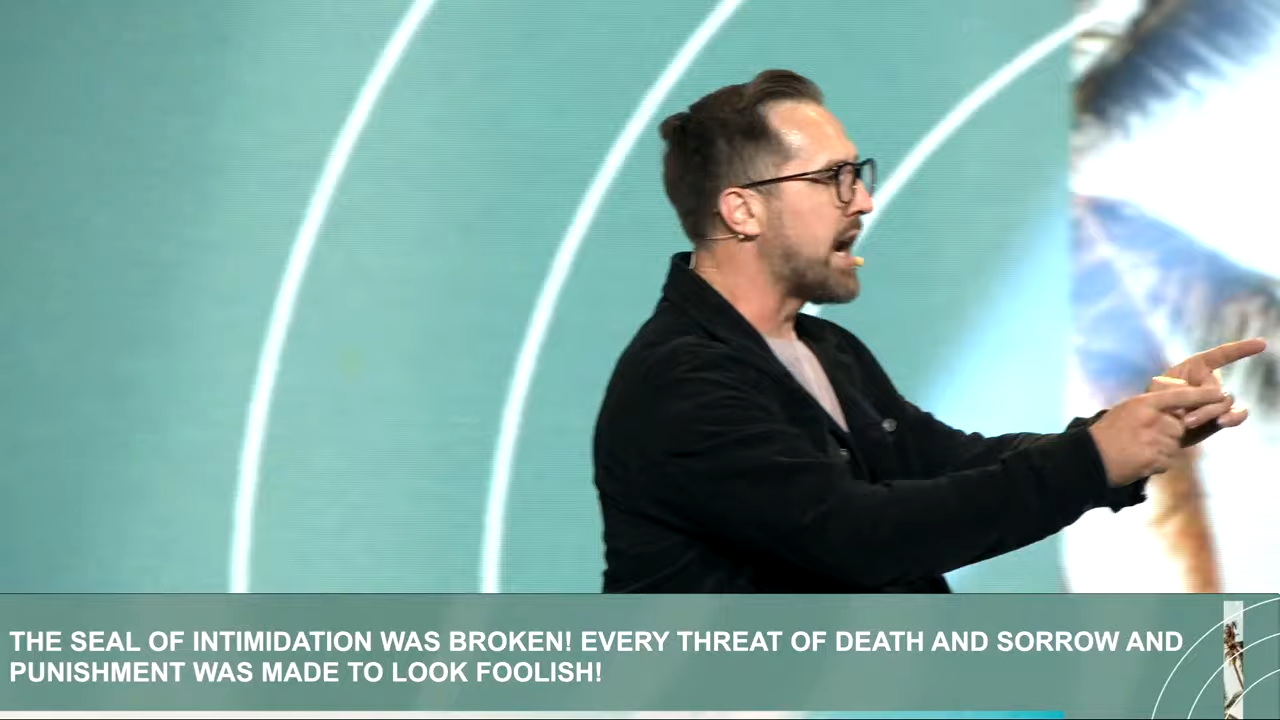 THE SEAL OF INTIMIDATION WAS BROKEN! EVERY THREAT OF DEATH AND SORROW AND
PUNISHMENT WAS MADE TO LOOK FOOLISH!